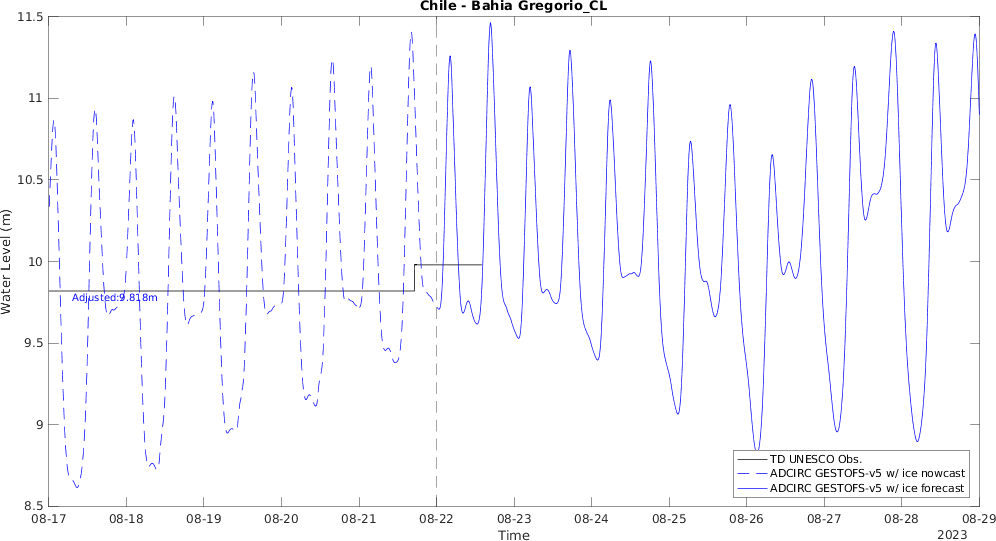 Chile - Bahia Gregorio_CL
Water Level (m)
11.5
11
10.5
10
9.5
9
8.5
Adjusted:9.818m
TD UNESCO Obs.
ADCIRC GESTOFS-v5 w/ ice nowcast
ADCIRC GESTOFS-v5 w/ ice forecast
08-17 08-18 08-19 08-20 08-21 08-22 08-23 08-24 08-25 08-26 08-27 08-28 08-29
Time
2023